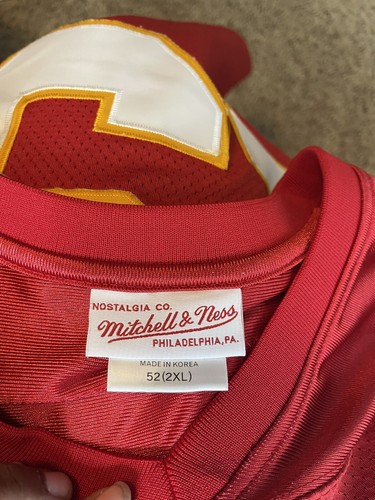 NOSTALGIA CO.
Mitchell & Ness
PHILADELPHIA, PA.
MADE IN KOREA
52(2XL)